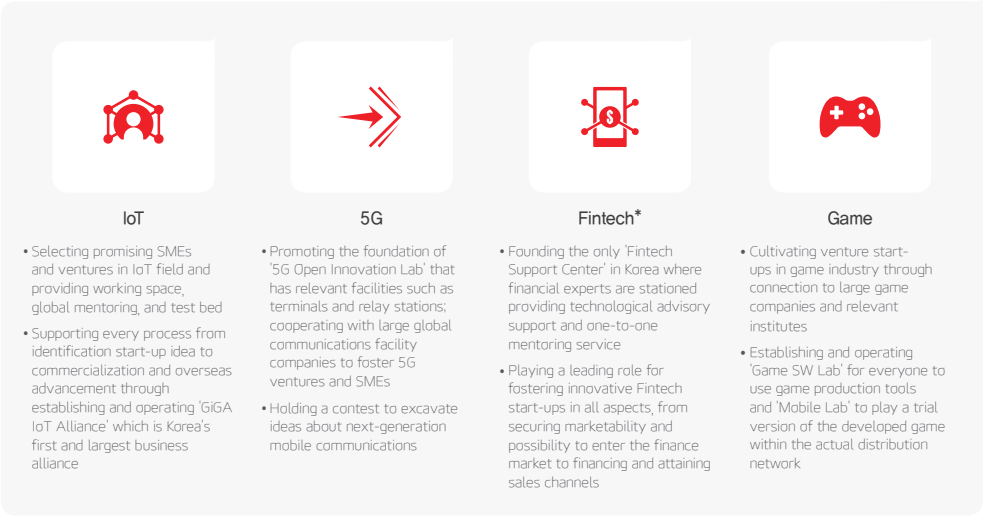 IoT
• Selecting promising SMEs
and ventures in IoT field and
providing working space,
global mentoring, and test bed
• Supporting every process from
identification start-up idea to
commercialization and overseas
advancement through
establishing and operating 'GiGA
IoT Alliance' which is Korea's
first and largest business
alliance
5G
• Promoting the foundation of
'5G Open Innovation Lab' that
has relevant facilities such as
terminals and relay stations;
cooperating with large global
communications facility
companies to foster 5G
ventures and SMEs
• Holding a contest to excavate
ideas about next-generation
mobile communications
$
Fintech*
• Founding the only 'Fintech
Support Center' in Korea where
financial experts are stationed
providing technological advisory
support and one-to-one
mentoring service
• Playing a leading role for
fostering innovative Fintech
start-ups in all aspects, from
securing marketability and
possibility to enter the finance
market to financing and attaining
sales channels
Game
• Cultivating venture start-
ups in game industry through
connection to large game
companies and relevant
institutes
• Establishing and operating
'Game SW Lab' for everyone to
use game production tools
and 'Mobile Lab' to play a trial
version of the developed game
within the actual distribution
network